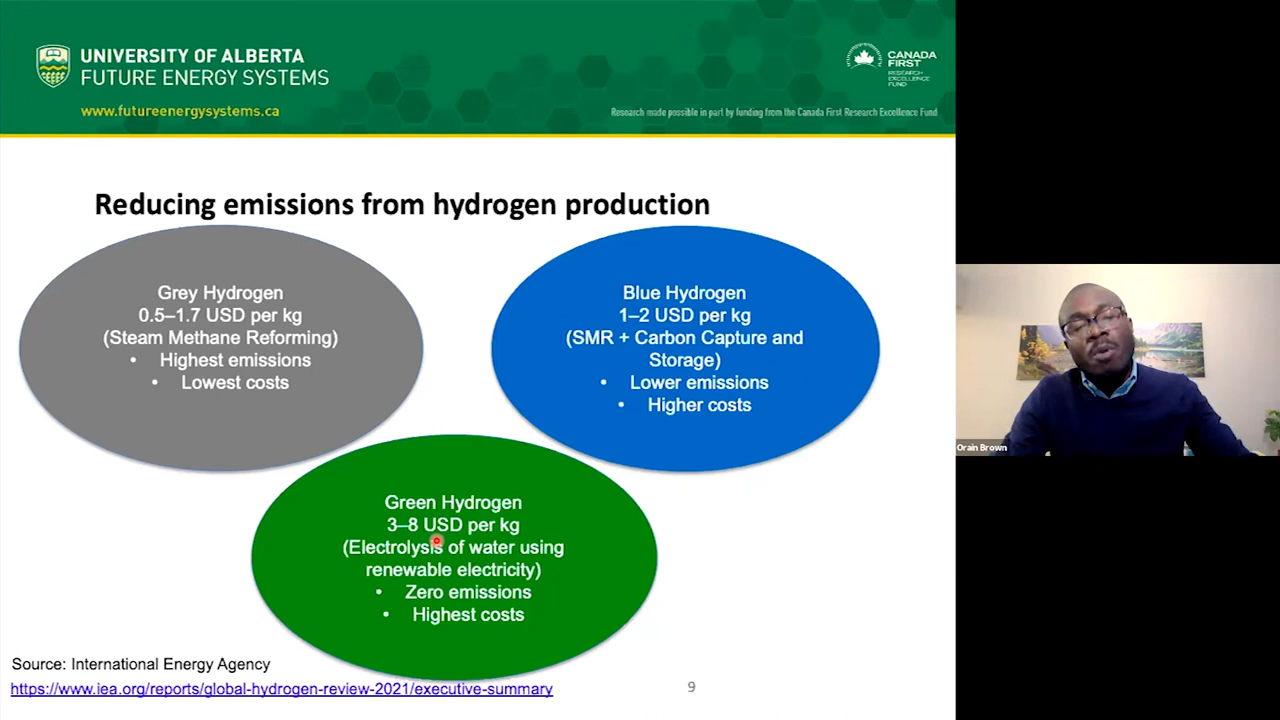 UNIVERSITY OF ALBERTA
FUTURE ENERGY SYSTEMS
www.futureenergysystems.ca
CANADA
FIRST
RESEARCH
EXCELLENCE
FUND
Research made possible in part by funding from the Canada First Research Excellence Fund
Reducing emissions from hydrogen production
Grey Hydrogen
0.5–1.7 USD per kg
(Steam Methane Reforming)
• Highest emissions
• Lowest costs
Blue Hydrogen
1–2 USD per kg
(SMR + Carbon Capture and
Storage)
• Lower emissions
• Higher costs
Green Hydrogen
3–8 USD per kg
(Electrolysis of water using
renewable electricity)
• Zero emissions
• Highest costs
Source: International Energy Agency
https://www.iea.org/reports/global-hydrogen-review-2021/executive-summary
9
Orain Brown